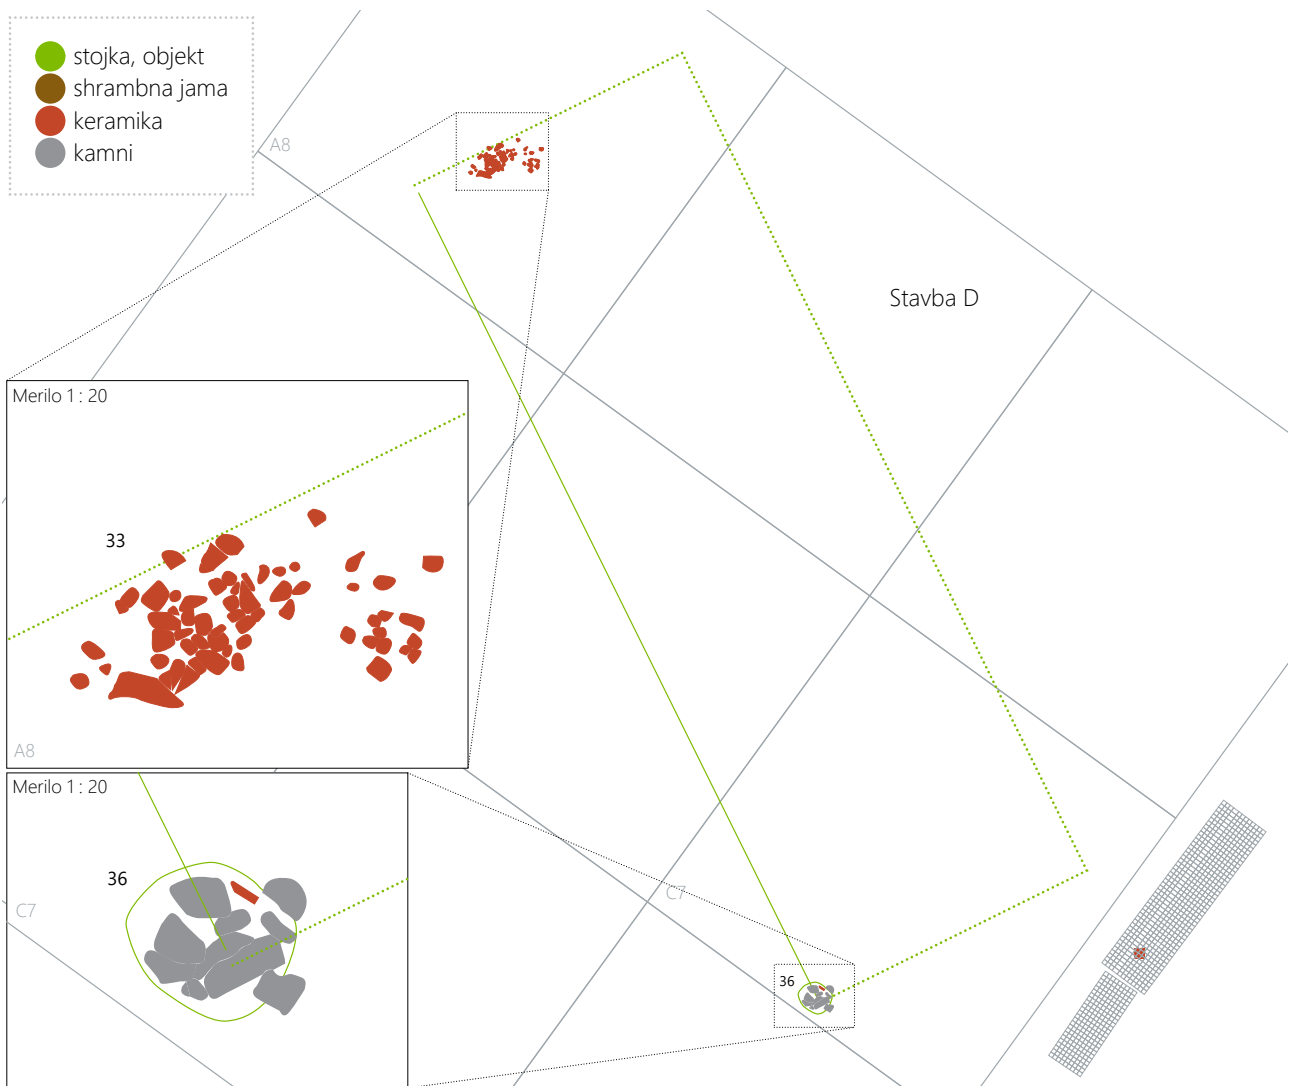 stojka, objekt
shrambna jama
keramika
kamni
A8
Stavba D
Merilo 1 : 20
33
A8
Merilo 1 : 20
36
C7
C7
36